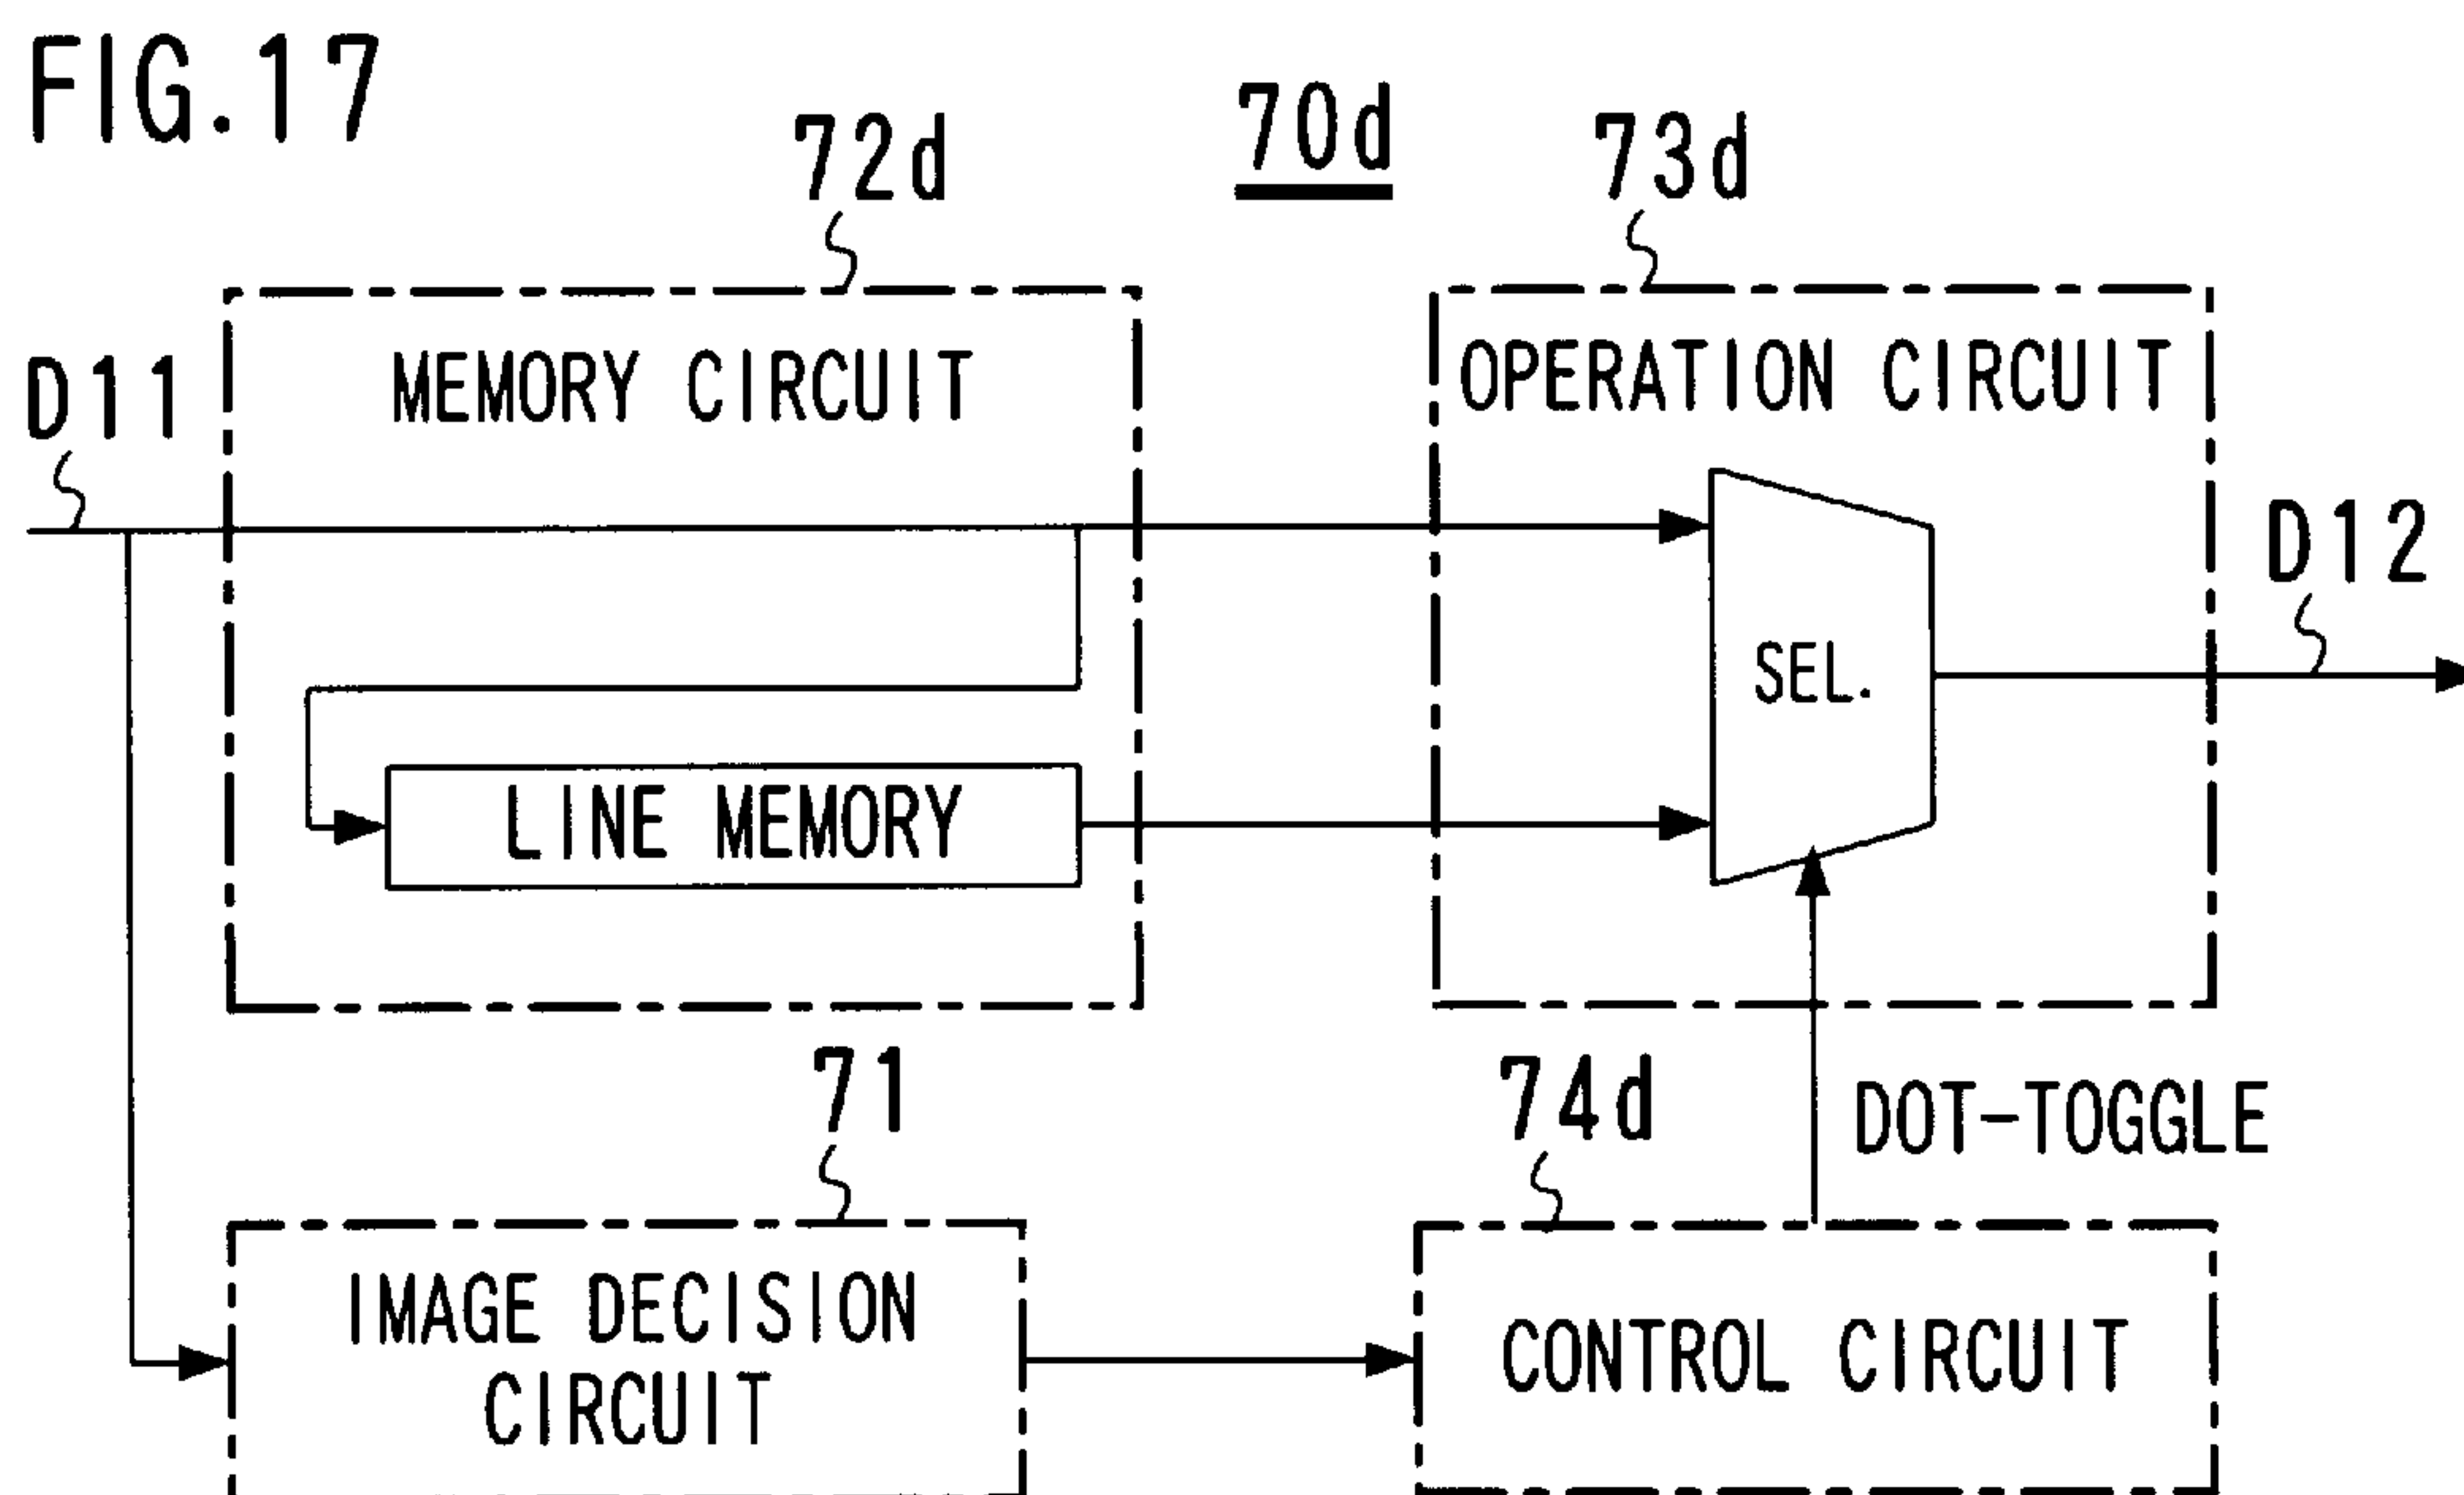 FIG.17
70d
72d
73d
D11
MEMORY CIRCUIT
OPERATION CIRCUIT
D12
SEL.
LINE MEMORY
71
74d
DOT-TOGGLE
IMAGE DECISION
CIRCUIT
CONTROL CIRCUIT